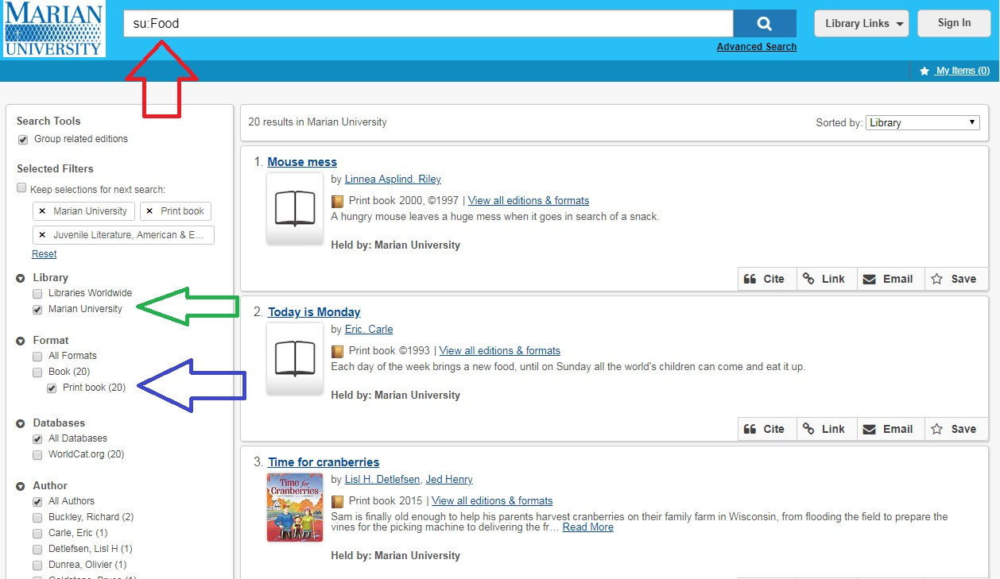 MARIAN
UNIVERSITY
su:Food
Library Links
Sign In
Advanced Search
My Items (0)
Search Tools
Group related editions
Selected Filters
Keep selections for next search:
× Marian University × Print book
× Juvenile Literature, American & E...
Reset
Library
Libraries Worldwide
Marian University
Format
All Formats
Book (20)
Print book (20)
Databases
All Databases
WorldCat.org (20)
Author
All Authors
Buckley, Richard (2)
Carle, Eric (1)
Detlefsen, Lisl H (1)
Dunrea, Olivier (1)
20 results in Marian University
Sorted by: Library
1. Mouse mess
by Linnea Asplind. Riley
Print book 2000, ©1997 | View all editions & formats
A hungry mouse leaves a huge mess when it goes in search of a snack.
Held by: Marian University
Cite Link Email Save
2. Today is Monday
by Eric. Carle
Print book ©1993 | View all editions & formats
Each day of the week brings a new food, until on Sunday all the world's children can come and eat it up.
Held by: Marian University
Cite Link Email Save
3. Time for cranberries
Time for
Cranberries
by Lisl H. Detlefsen, Jed Henry
Print book 2015 | View all editions & formats
Sam is finally old enough to help his parents harvest cranberries on their family farm in Wisconsin, from flooding the field to prepare the
vines for the picking machine to delivering the fr... Read More
Held by: Marian University